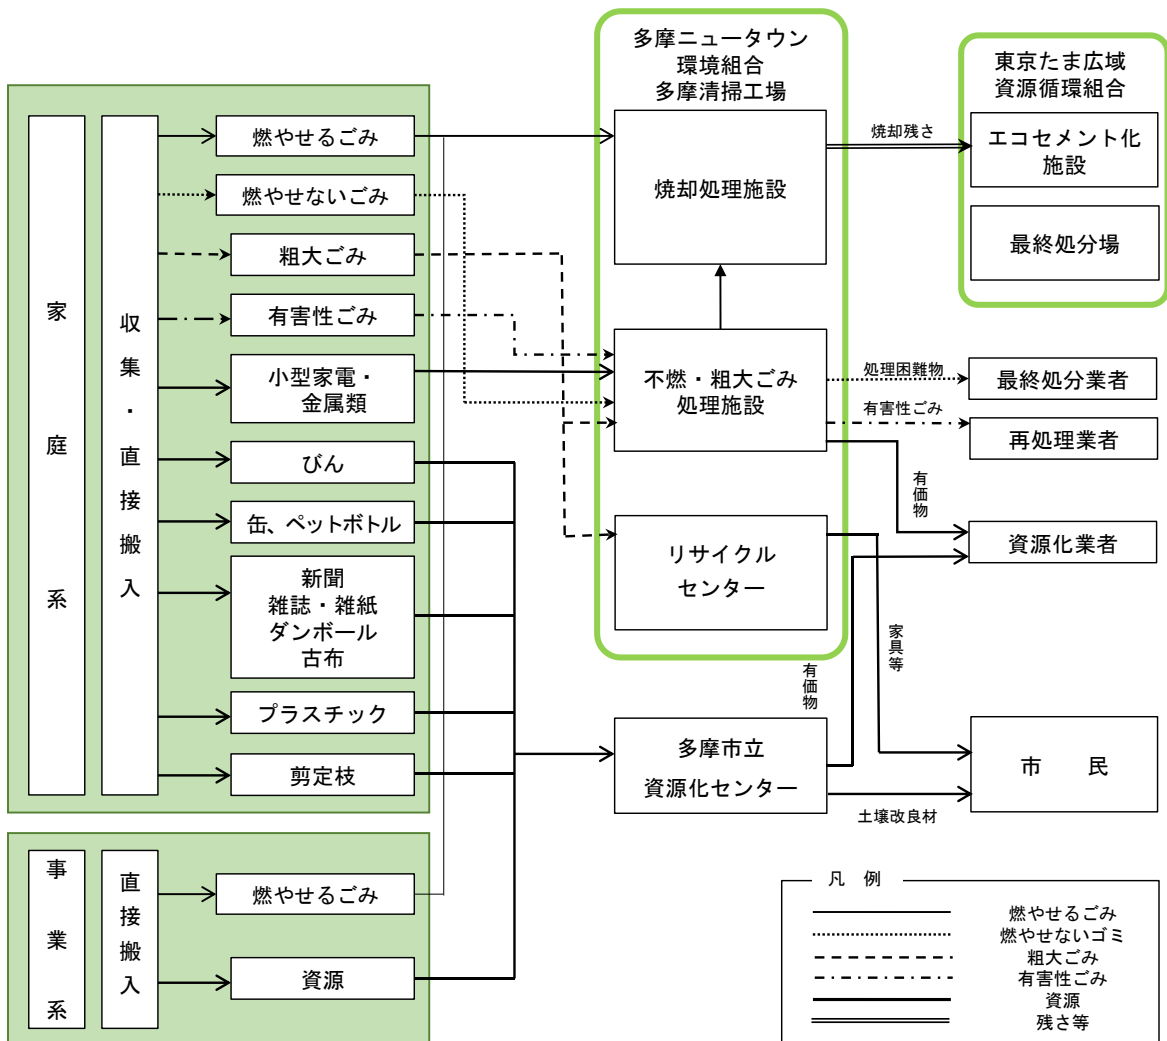 家庭系
収集・直接搬入
燃やせるごみ
燃やせないごみ
粗大ごみ
有害性ごみ
小型家電・
金属類
びん
缶、ペットボトル
新聞
雑誌・雑紙
ダンボール
古布
プラスチック
剪定枝
事業系
直接搬入
燃やせるごみ
資源
多摩ニュータウン
環境組合
多摩清掃工場
焼却処理施設
不燃・粗大ごみ
処理施設
リサイクル
センター
多摩市立
資源化センター
焼却残さ
処理困難物
有害性ごみ
有価物
家具等
有価物
土壌改良材
東京たま広域
資源循環組合
エコセメント化
施設
最終処分場
最終処分業者
再処理業者
資源化業者
市　民
凡　例
燃やせるごみ
燃やせないゴミ
粗大ごみ
有害性ごみ
資源
残さ等